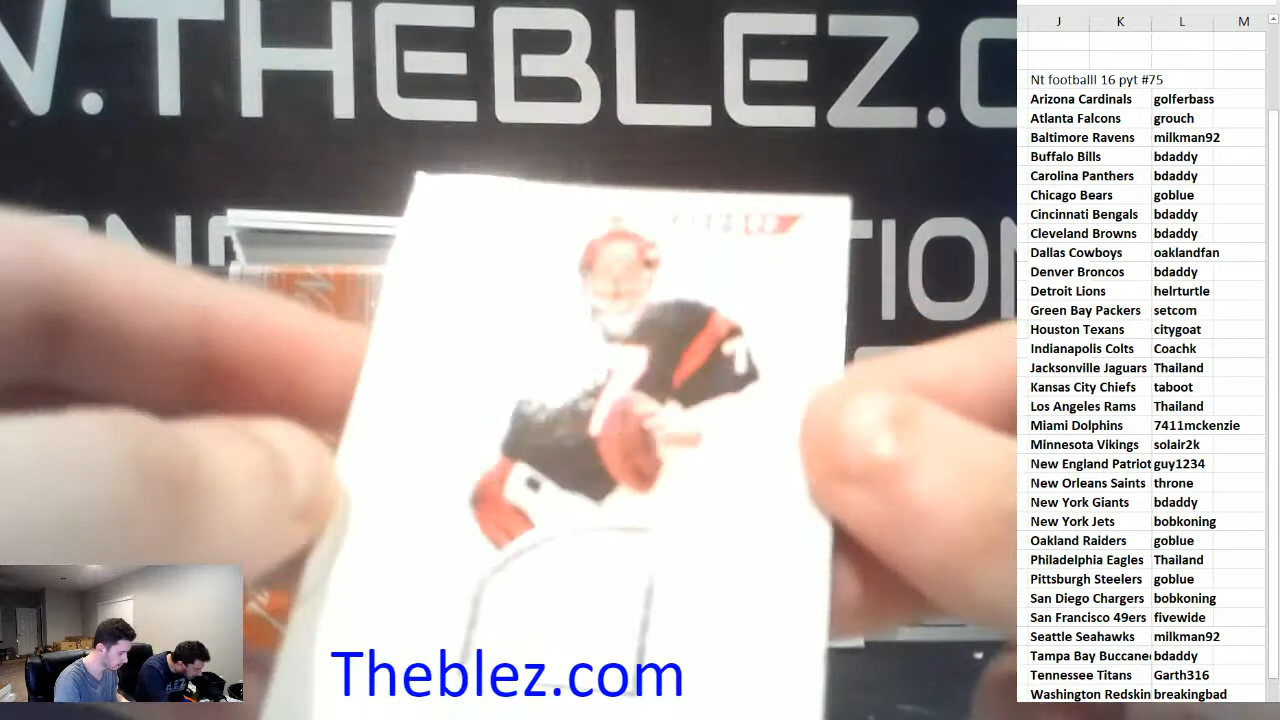 W.THEBLEZ.C
TION
Theblez.com
J K L M
Nt footballl 16 pyt #75
Arizona Cardinals golferbass
Atlanta Falcons grouch
Baltimore Ravens milkman92
Buffalo Bills bdaddy
Carolina Panthers bdaddy
Chicago Bears goblue
Cincinnati Bengals bdaddy
Cleveland Browns bdaddy
Dallas Cowboys oaklandfan
Denver Broncos bdaddy
Detroit Lions helrturtle
Green Bay Packers setcom
Houston Texans citygoat
Indianapolis Colts Coachk
Jacksonville Jaguars Thailand
Kansas City Chiefs taboot
Los Angeles Rams Thailand
Miami Dolphins 7411mckenzie
Minnesota Vikings solair2k
New England Patriot guy1234
New Orleans Saints throne
New York Giants bdaddy
New York Jets bobkoning
Oakland Raiders goblue
Philadelphia Eagles Thailand
Pittsburgh Steelers goblue
San Diego Chargers bobkoning
San Francisco 49ers fivewide
Seattle Seahawks milkman92
Tampa Bay Buccanee bdaddy
Tennessee Titans Garth316
Washington Redskin breakingbad